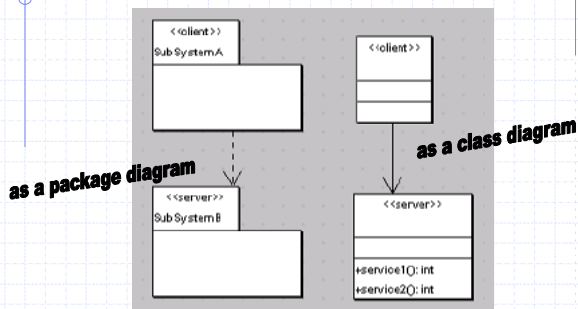 <<client>>
SubSystemA
<<client>>
as a package diagram
as a class diagram
<<server>>
SubSystemB
<<server>>
+service1(): int
+service2(): int